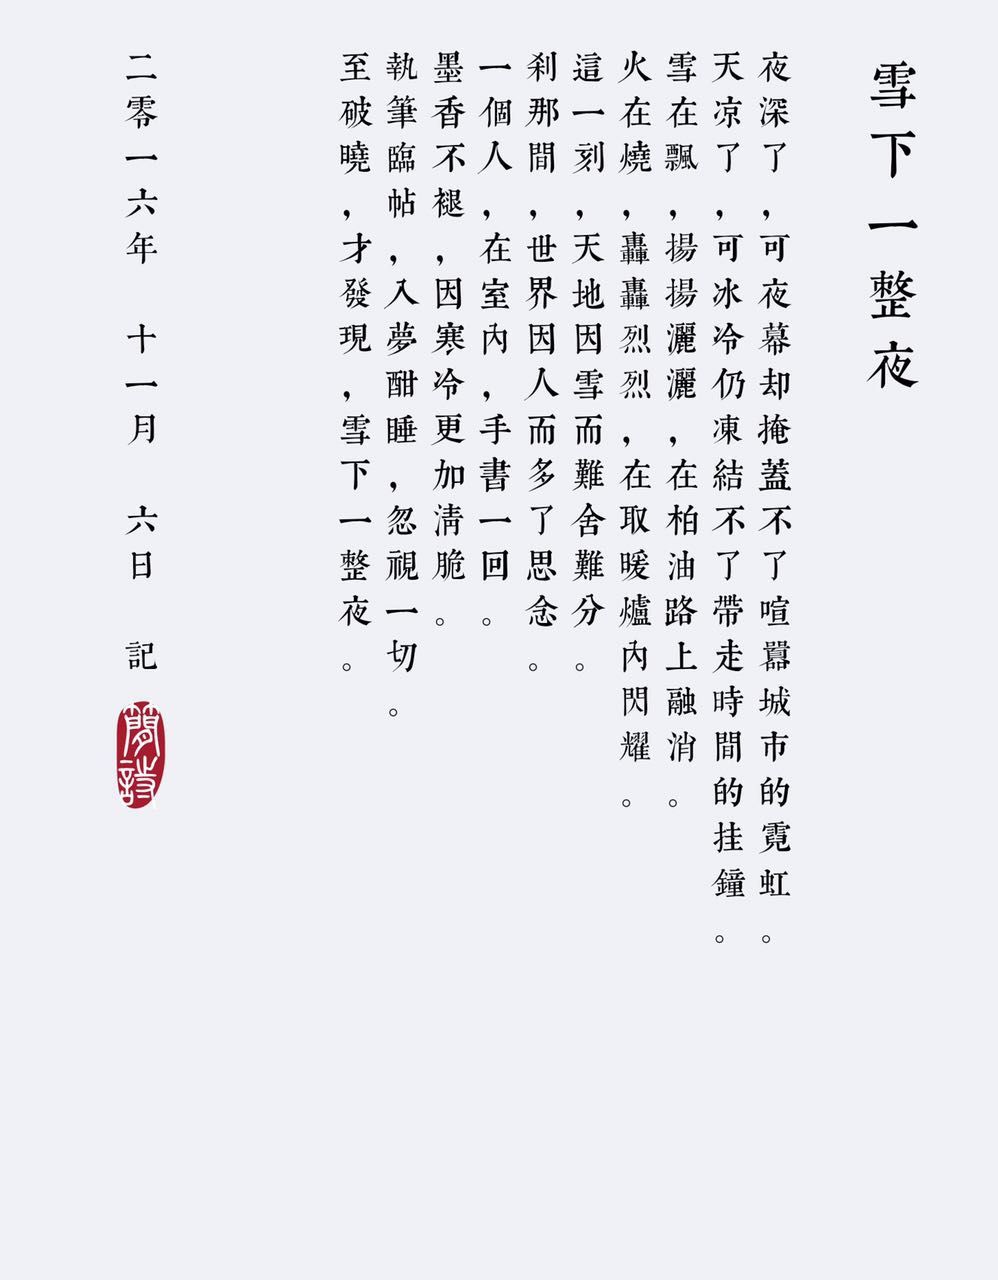 雪下一整夜
夜深了,可夜幕却掩蓋不了喧囂城市的霓虹。
天凉了,可冰冷仍凍結不了帶走時間的挂鐘。
雪在飄,揚揚灑灑,在柏油路上融消。
火在燒,轟轟烈烈,在取暖爐內閃耀。
這一刻,天地因雪而難舍難分。
刹那間,世界因人而多了思念。
一個人,在室內,手書一回。
墨香不褪,因寒冷更加清脆。
執筆臨帖,入夢酣睡,忽視一切。
至破曉,才發現,雪下一整夜。
二零一六年 十一月 六日 記
簡詩